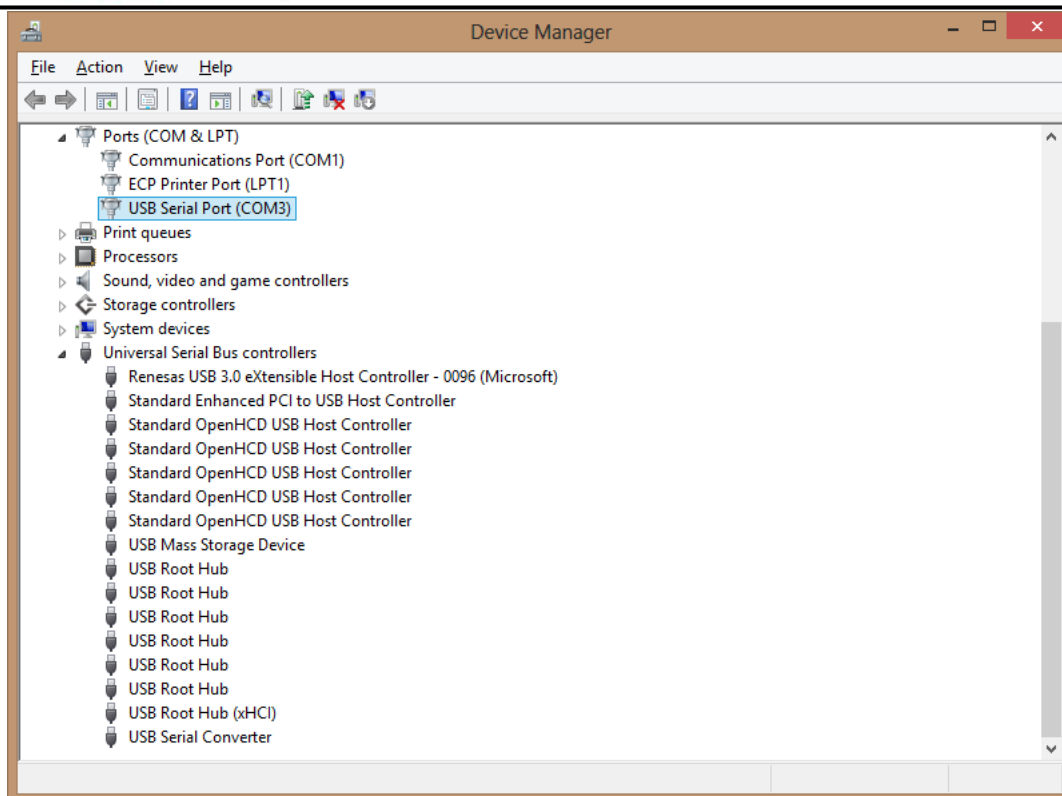 Device Manager
File Action View Help
Ports (COM & LPT)
Communications Port (COM1)
ECP Printer Port (LPT1)
USB Serial Port (COM3)
Print queues
Processors
Sound, video and game controllers
Storage controllers
System devices
Universal Serial Bus controllers
Renesas USB 3.0 eXtensible Host Controller - 0096 (Microsoft)
Standard Enhanced PCI to USB Host Controller
Standard OpenHCD USB Host Controller
Standard OpenHCD USB Host Controller
Standard OpenHCD USB Host Controller
Standard OpenHCD USB Host Controller
Standard OpenHCD USB Host Controller
USB Mass Storage Device
USB Root Hub
USB Root Hub
USB Root Hub
USB Root Hub
USB Root Hub
USB Root Hub
USB Root Hub (xHCI)
USB Serial Converter